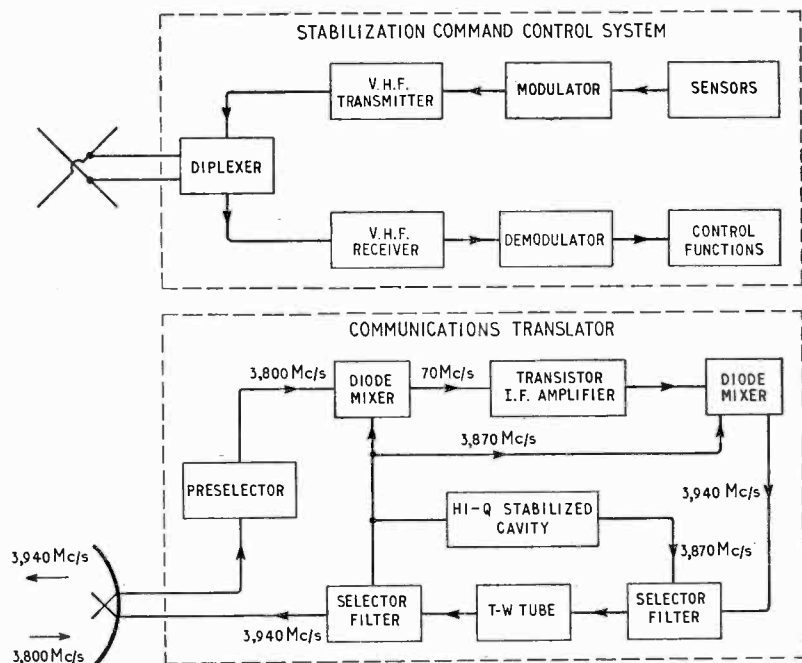 STABILIZATION COMMAND CONTROL SYSTEM
V.H.F.
TRANSMITTER
MODULATOR
SENSORS
DIPLEXER
V.H.F.
RECEIVER
DEMODULATOR
CONTROL
FUNCTIONS
COMMUNICATIONS TRANSLATOR
3,800 Mc/s
DIODE
MIXER
70 Mc/s
TRANSISTOR
I.F. AMPLIFIER
DIODE
MIXER
3,870 Mc/s
PRESELECTOR
HI-Q STABILIZED
CAVITY
3,940 Mc/s
3,870 Mc/s
3,940 Mc/s
SELECTOR
FILTER
T-W TUBE
SELECTOR
FILTER
3,940 Mc/s
3,800 Mc/s